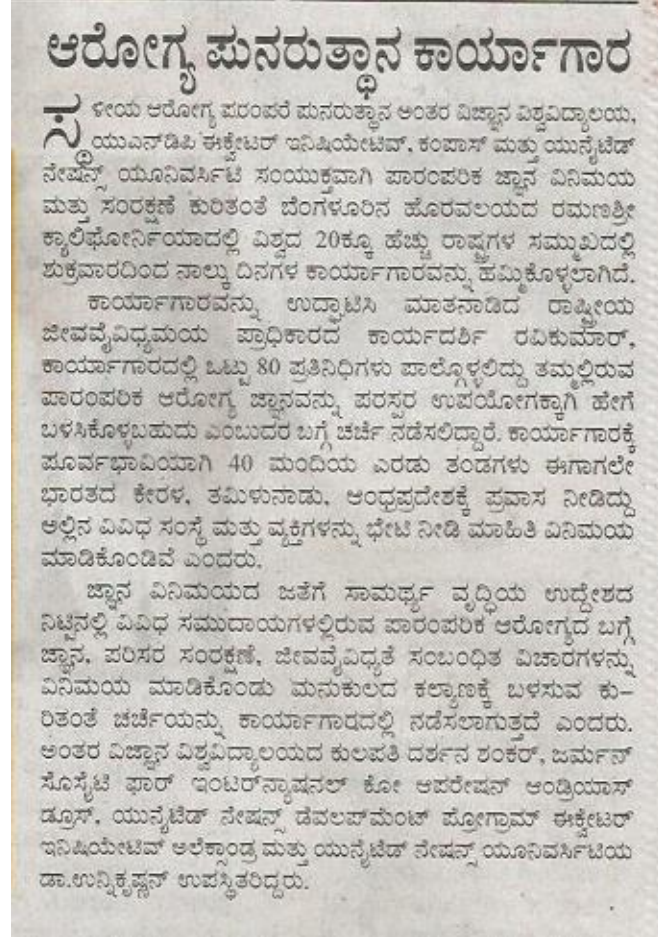 ಆರೋಗ್ಯ ಪುನರುತ್ಥಾನ ಕಾರ್ಯಾಗಾರ
ಸ್ಥಳೀಯ ಆರೋಗ್ಯ ಪರಂಪರೆ ಪುನರುತ್ಥಾನ ಅಂತರ ವಿಜ್ಞಾನ ವಿಶ್ವವಿದ್ಯಾಲಯ,
ಯುಎನ್‌ಡಿಪಿ ಈಕ್ವೇಟರ್ ಇನಿಷಿಯೇಟಿವ್, ಕಂಪಾಸ್ ಮತ್ತು ಯುನೈಟೆಡ್
ನೇಷನ್ಸ್ ಯೂನಿವರ್ಸಿಟಿ ಸಂಯುಕ್ತವಾಗಿ ಪಾರಂಪರಿಕ ಜ್ಞಾನ ವಿನಿಮಯ
ಮತ್ತು ಸಂರಕ್ಷಣೆ ಕುರಿತಂತೆ ಬೆಂಗಳೂರಿನ ಹೊರವಲಯದ ರಮಣಶ್ರೀ
ಕ್ಯಾಲಿಫೋರ್ನಿಯಾದಲ್ಲಿ ವಿಶ್ವದ 20ಕ್ಕೂ ಹೆಚ್ಚು ರಾಷ್ಟ್ರಗಳ ಸಮ್ಮುಖದಲ್ಲಿ
ಶುಕ್ರವಾರದಿಂದ ನಾಲ್ಕು ದಿನಗಳ ಕಾರ್ಯಾಗಾರವನ್ನು ಹಮ್ಮಿಕೊಳ್ಳಲಾಗಿದೆ.
ಕಾರ್ಯಾಗಾರವನ್ನು ಉದ್ಘಾಟಿಸಿ ಮಾತನಾಡಿದ ರಾಷ್ಟ್ರೀಯ
ಜೀವವೈವಿಧ್ಯಮಯ ಪ್ರಾಧಿಕಾರದ ಕಾರ್ಯದರ್ಶಿ ರವಿಕುಮಾರ್,
ಕಾರ್ಯಾಗಾರದಲ್ಲಿ ಒಟ್ಟು 80 ಪ್ರತಿನಿಧಿಗಳು ಪಾಲ್ಗೊಳ್ಳಲಿದ್ದು ತಮ್ಮಲ್ಲಿರುವ
ಪಾರಂಪರಿಕ ಆರೋಗ್ಯ ಜ್ಞಾನವನ್ನು ಪರಸ್ಪರ ಉಪಯೋಗಕ್ಕಾಗಿ ಹೇಗೆ
ಬಳಸಿಕೊಳ್ಳಬಹುದು ಎಂಬುದರ ಬಗ್ಗೆ ಚರ್ಚೆ ನಡೆಸಲಿದ್ದಾರೆ. ಕಾರ್ಯಾಗಾರಕ್ಕೆ
ಪೂರ್ವಭಾವಿಯಾಗಿ 40 ಮಂದಿಯ ಎರಡು ತಂಡಗಳು ಈಗಾಗಲೇ
ಭಾರತದ ಕೇರಳ, ತಮಿಳುನಾಡು, ಆಂಧ್ರಪ್ರದೇಶಕ್ಕೆ ಪ್ರವಾಸ ನೀಡಿದ್ದು
ಅಲ್ಲಿನ ವಿವಿಧ ಸಂಸ್ಥೆ ಮತ್ತು ವ್ಯಕ್ತಿಗಳನ್ನು ಭೇಟಿ ನೀಡಿ ಮಾಹಿತಿ ವಿನಿಮಯ
ಮಾಡಿಕೊಂಡಿವೆ ಎಂದರು.
ಜ್ಞಾನ ವಿನಿಮಯದ ಜತೆಗೆ ಸಾಮರ್ಥ್ಯ ವೃದ್ಧಿಯ ಉದ್ದೇಶದ
ನಿಟ್ಟಿನಲ್ಲಿ ವಿವಿಧ ಸಮುದಾಯಗಳಲ್ಲಿರುವ ಪಾರಂಪರಿಕ ಆರೋಗ್ಯದ ಬಗ್ಗೆ
ಜ್ಞಾನ, ಪರಿಸರ ಸಂರಕ್ಷಣೆ, ಜೀವವೈವಿಧ್ಯತೆ ಸಂಬಂಧಿತ ವಿಚಾರಗಳನ್ನು
ವಿನಿಮಯ ಮಾಡಿಕೊಂಡು ಮನುಕುಲದ ಕಲ್ಯಾಣಕ್ಕೆ ಬಳಸುವ ಕು-
ರಿತಂತೆ ಚರ್ಚೆಯನ್ನು ಕಾರ್ಯಾಗಾರದಲ್ಲಿ ನಡೆಸಲಾಗುತ್ತದೆ ಎಂದರು.
ಅಂತರ ವಿಜ್ಞಾನ ವಿಶ್ವವಿದ್ಯಾಲಯದ ಕುಲಪತಿ ದರ್ಶನ ಶಂಕರ್, ಜರ್ಮನ್
ಸೊಸೈಟಿ ಫಾರ್ ಇಂಟರ್‌ನ್ಯಾಷನಲ್ ಕೋ ಆಪರೇಷನ್ ಆಂಡ್ರಿಯಾಸ್
ಡ್ರೂಸ್, ಯುನೈಟೆಡ್ ನೇಷನ್ಸ್ ಡೆವಲಪ್‌ಮೆಂಟ್ ಪ್ರೋಗ್ರಾಮ್ ಈಕ್ವೇಟರ್
ಇನಿಷಿಯೇಟಿವ್ ಅಲೆಕ್ಸಾಂಡ್ರ ಮತ್ತು ಯುನೈಟೆಡ್ ನೇಷನ್ಸ್ ಯೂನಿವರ್ಸಿಟಿಯ
ಡಾ.ಉನ್ನಿಕೃಷ್ಣನ್ ಉಪಸ್ಥಿತರಿದ್ದರು.